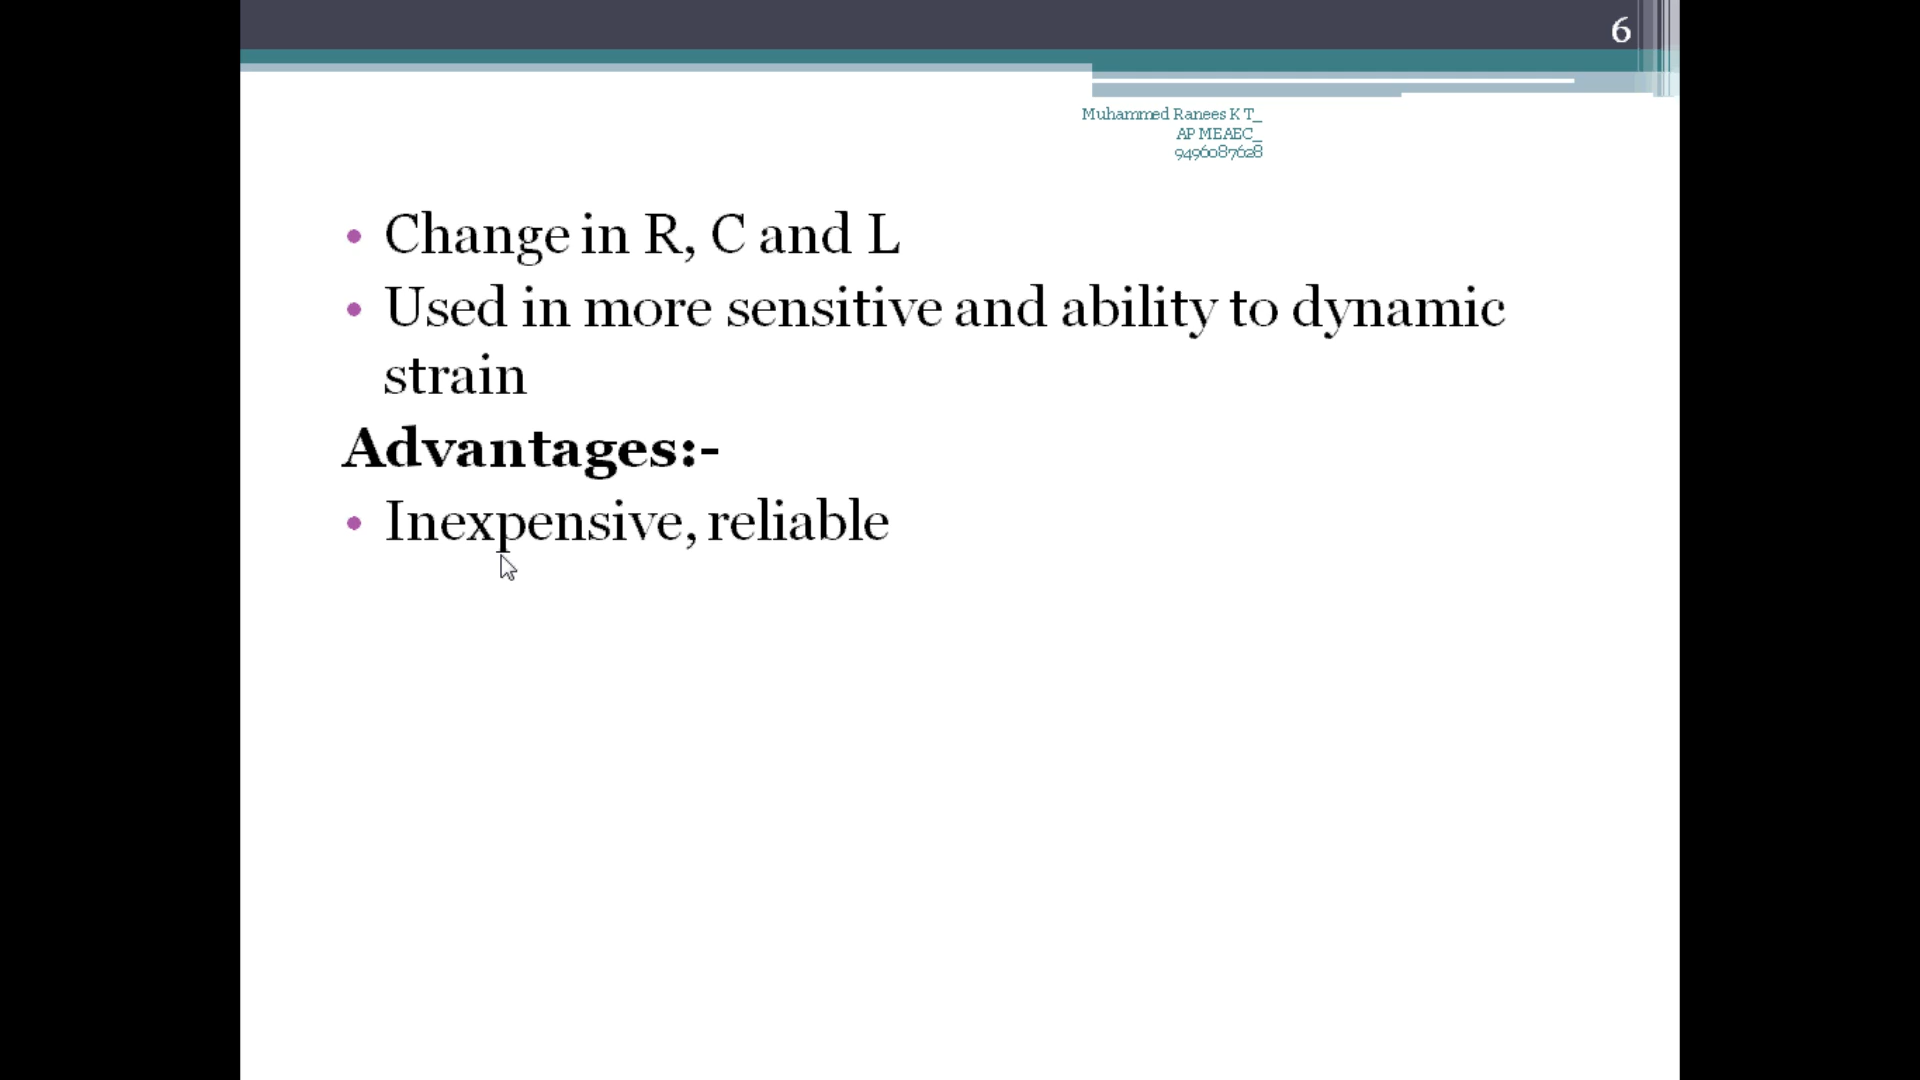 6
Muhammed Ranees K T_
AP MEAEC_
9496087628
• Change in R, C and L
• Used in more sensitive and ability to dynamic
strain
Advantages:-
• Inexpensive, reliable